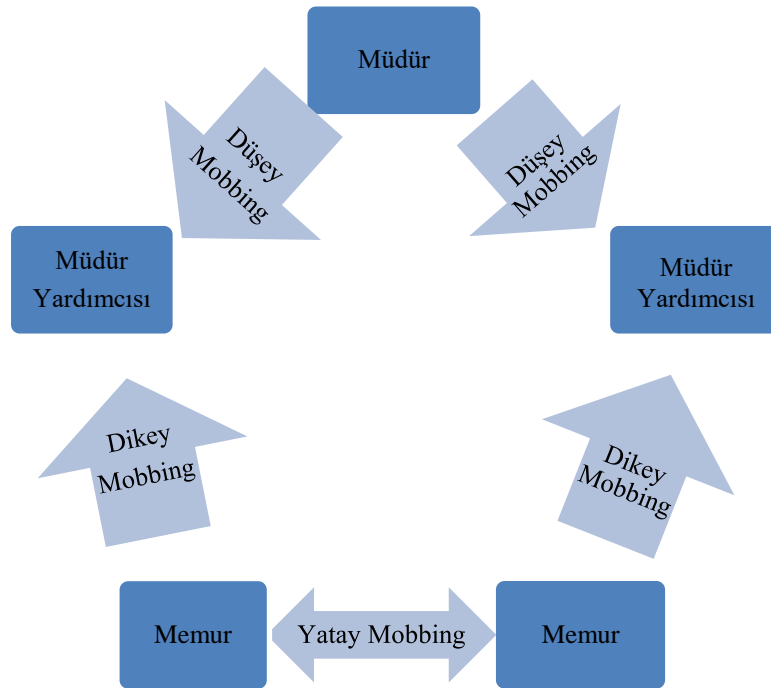 Müdür
Düşey
Mobbing
Düşey
Mobbing
Müdür
Yardımcısı
Müdür
Yardımcısı
Dikey
Mobbing
Dikey
Mobbing
Memur
Yatay Mobbing
Memur